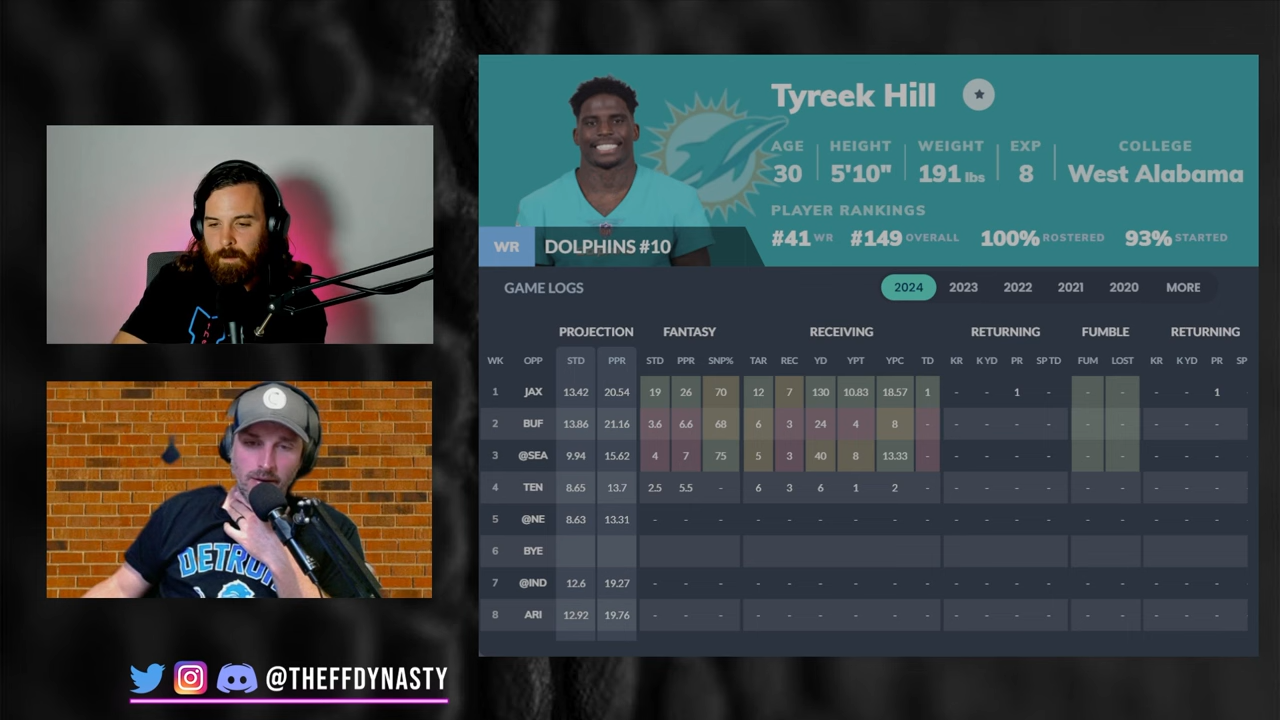 Tyreek Hill
AGE HEIGHT WEIGHT EXP COLLEGE
30 5'10" 191 lbs 8 West Alabama
PLAYER RANKINGS
#41 WR #149 OVERALL 100% ROSTERED 93% STARTED
WR DOLPHINS #10
GAME LOGS 2024 2023 2022 2021 2020 MORE
PROJECTION FANTASY RECEIVING RETURNING FUMBLE RETURNING
WK OPP STD PPR STD PPR SNP% TAR REC YD YPT YPC TD KR K YD PR SP TD FUM LOST KR K YD PR SP
1 JAX 13.42 20.54 19 26 70 12 7 130 10.83 18.57 1 - - 1 - - - - - 1 -
2 BUF 13.86 21.16 3.6 6.6 68 6 3 24 4 8 - - - - - - - - - - -
3 @SEA 9.94 15.62 4 7 75 5 3 40 8 13.33 - - - - - - - - - - -
4 TEN 8.65 13.7 2.5 5.5 - 6 3 6 1 2 - - - - - - - - - - -
5 @NE 8.63 13.31 - - - - - - - - - - - - - - - - - - -
6 BYE
7 @IND 12.6 19.27 - - - - - - - - - - - - - - - - - - -
8 ARI 12.92 19.76 - - - - - - - - - - - - - - - - - - -
@THEFFDYNASTY